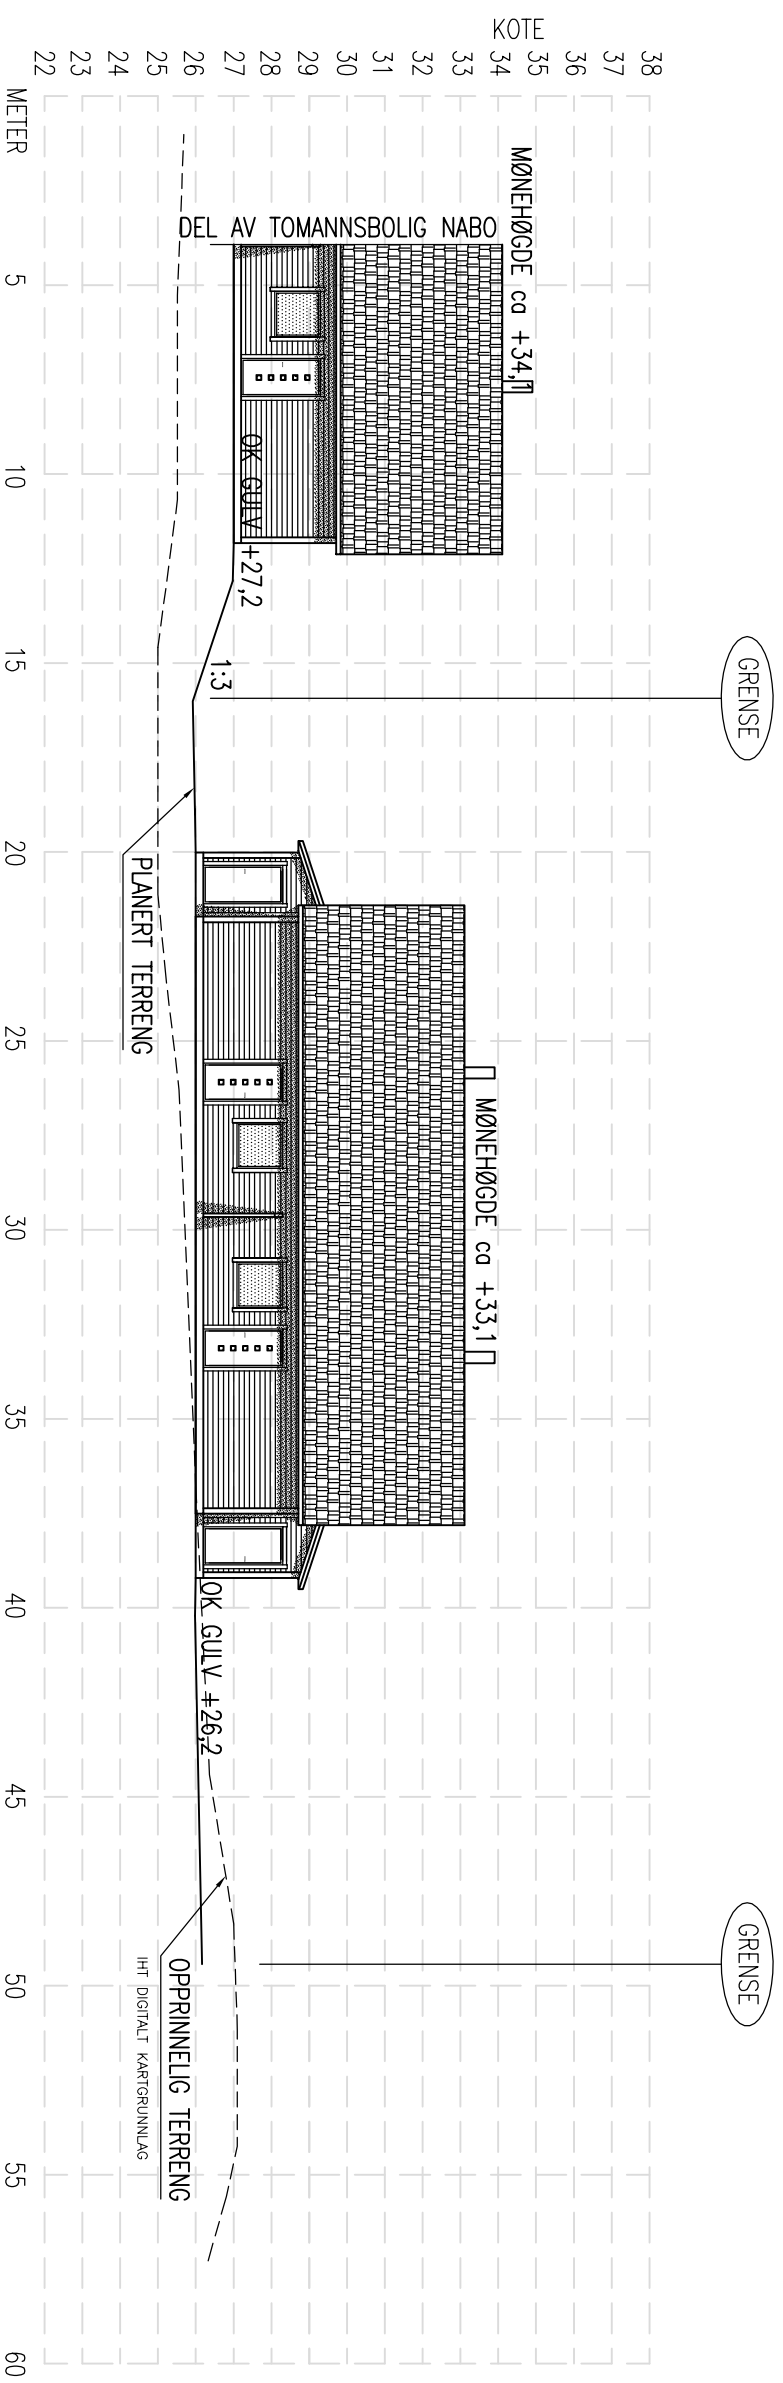 KOTE
38
37
36
35
34
33
32
31
30
29
28
27
26
25
24
23
22
METER
5
10
15
20
25
30
35
40
45
50
55
60
GRENSE
GRENSE
MØNEHØGDE ca +34,1
DEL AV TOMANNSBOLIG NABO
OK GULV +27,2
1:3
PLANERT TERRENG
MØNEHØGDE ca +33,1
OK GULV +26,2
OPPRINNELIG TERRENG
IHT DIGITALT KARTGRUNNLAG